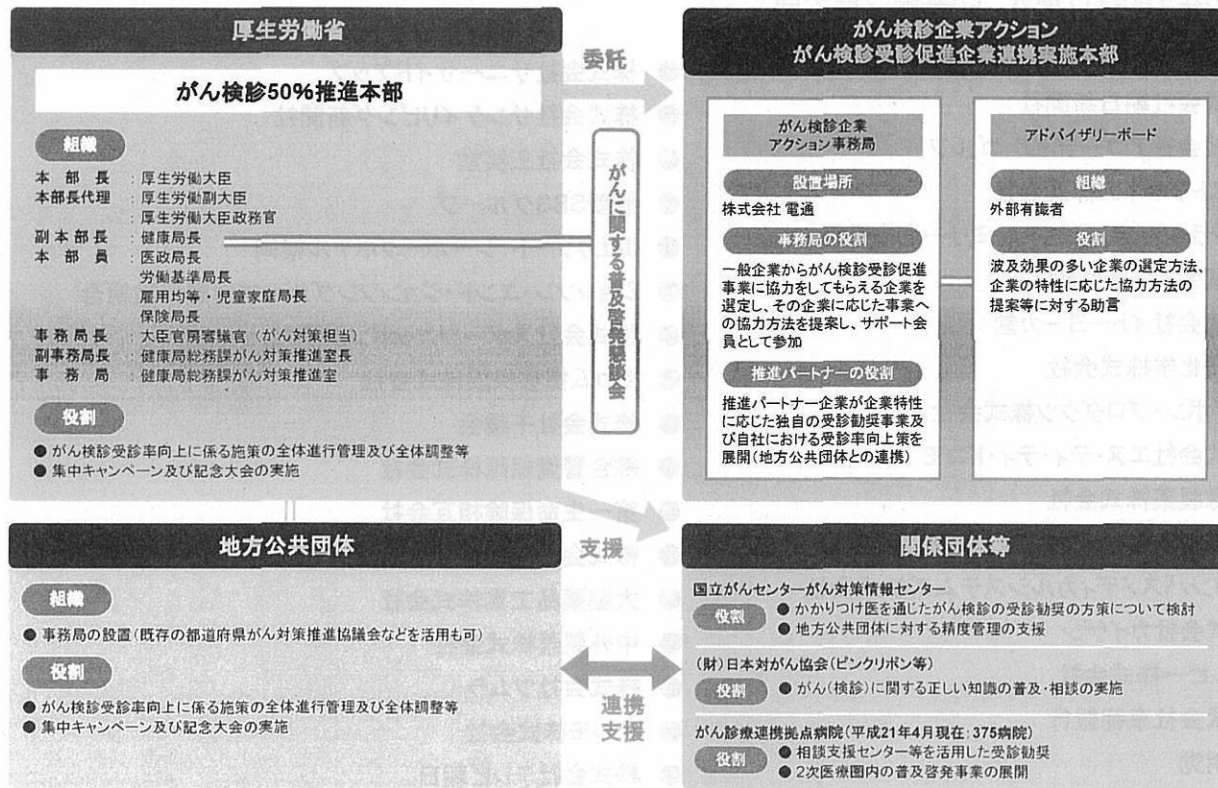 厚生労働省
がん検診50%推進本部
組織
本部長 : 厚生労働大臣
本部長代理 : 厚生労働副大臣
: 厚生労働大臣政務官
副本部長 : 健康局長
本部員 : 医政局長
労働基準局長
雇用均等・児童家庭局長
保険局長
事務局長 : 大臣官房審議官(がん対策担当)
副事務局長 : 健康局総務課がん対策推進室長
事務局 : 健康局総務課がん対策推進室
役割
● がん検診受診率向上に係る施策の全体進行管理及び全体調整等
● 集中キャンペーン及び記念大会の実施
委託
がんに関する普及啓発懇談会
がん検診企業アクション
がん検診受診促進企業連携実施本部
がん検診企業
アクション事務局
設置場所
株式会社 電通
事務局の役割
一般企業からがん検診受診促進
事業に協力をしてもらえる企業を
選定し、その企業に応じた事業へ
の協力方法を提案し、サポート会
員として参加
推進パートナーの役割
推進パートナー企業が企業特性
に応じた独自の受診勧奨事業及
び自社における受診率向上策を
展開(地方公共団体との連携)
アドバイザリーボード
組織
外部有識者
役割
波及効果の多い企業の選定方法、
企業の特性に応じた協力方法の
提案等に対する助言
地方公共団体
組織
● 事務局の設置(既存の都道府県がん対策推進協議会などを活用も可)
役割
● がん検診受診率向上に係る施策の全体進行管理及び全体調整等
● 集中キャンペーン及び記念大会の実施
支援
連携
支援
関係団体等
国立がんセンターがん対策情報センター
役割
● かかりつけ医を通じたがん検診の受診勧奨の方策について検討
● 地方公共団体に対する精度管理の支援
(財)日本対がん協会(ピンクリボン等)
役割
● がん(検診)に関する正しい知識の普及・相談の実施
がん診療連携拠点病院(平成21年4月現在:375病院)
役割
● 相談支援センター等を活用した受診勧奨
● 2次医療圏内の普及啓発事業の展開